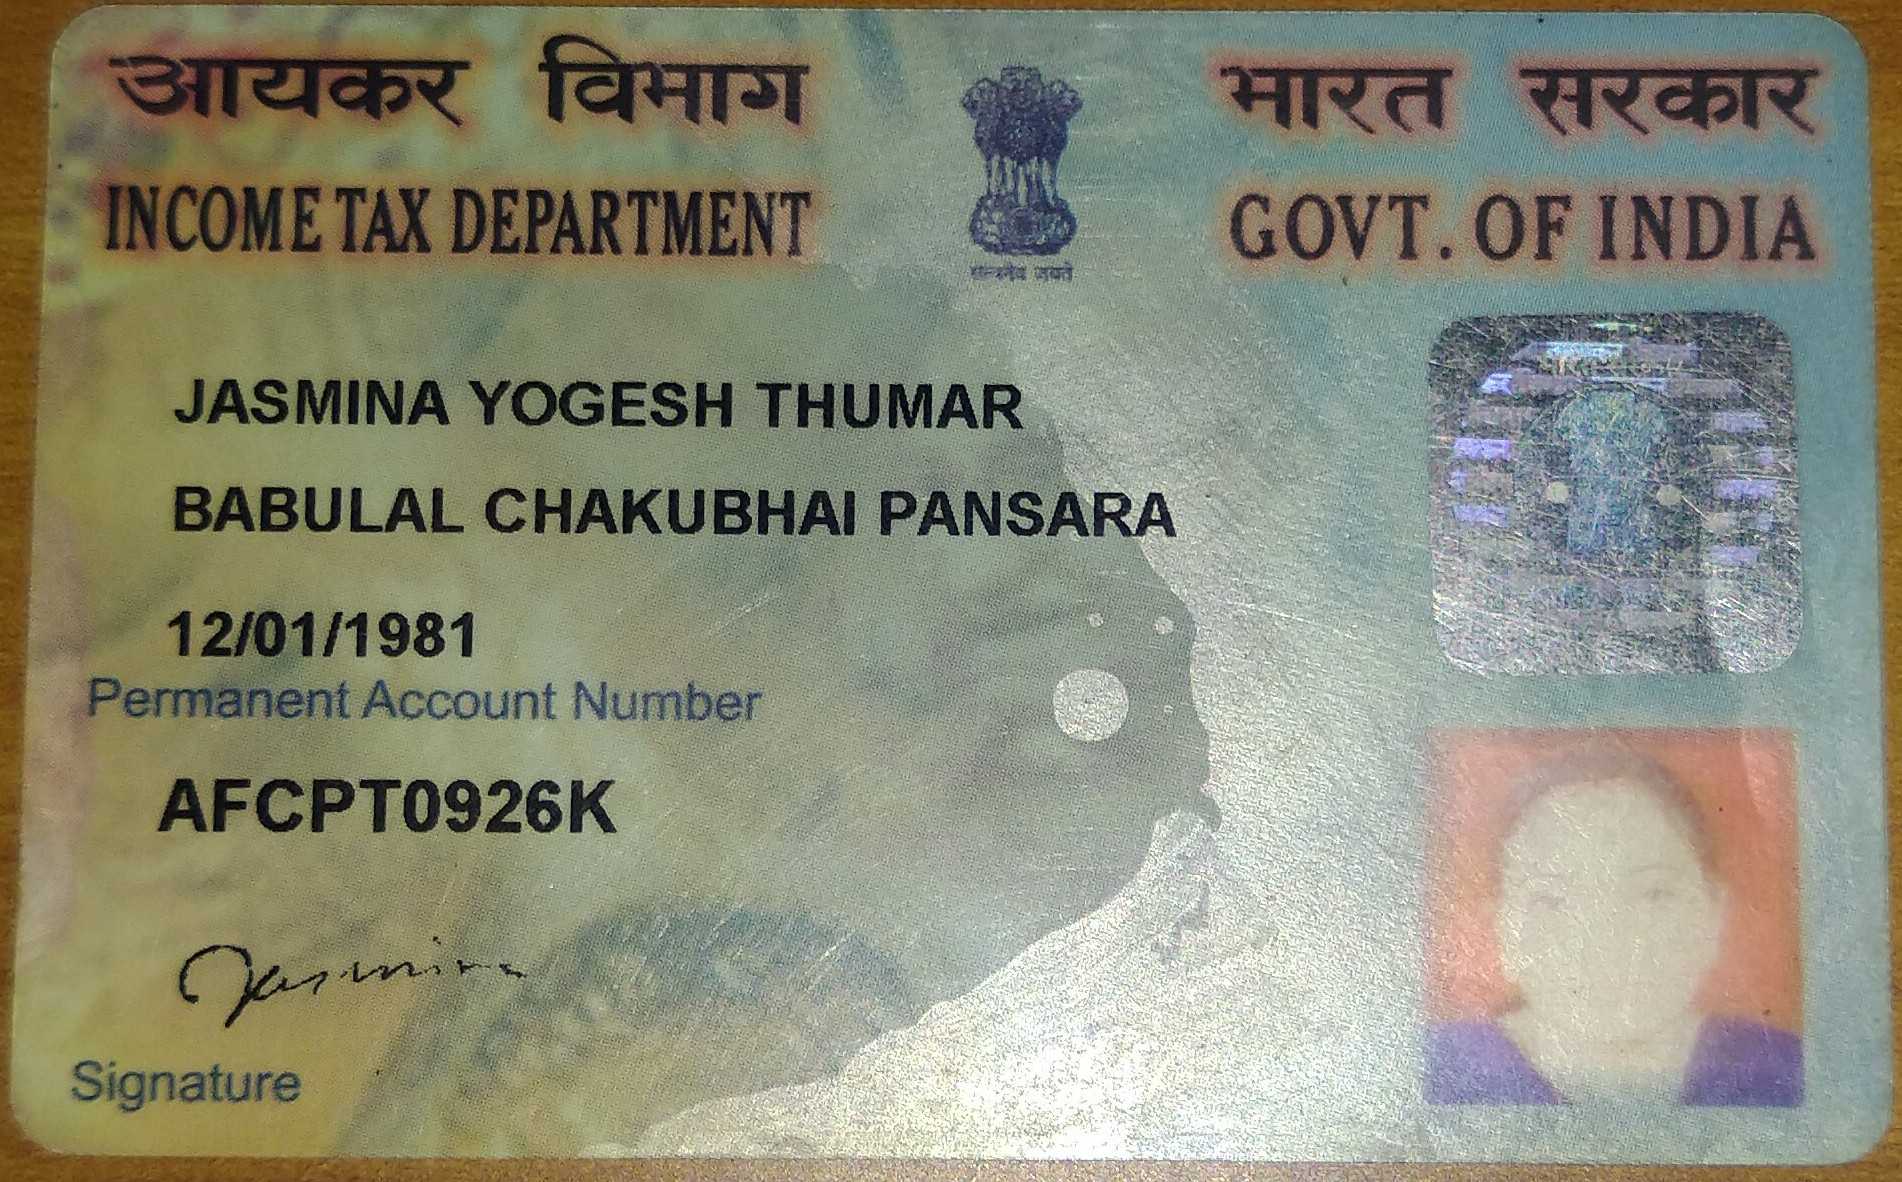 आयकर विभाग
INCOME TAX DEPARTMENT
भारत सरकार
GOVT. OF INDIA
सत्यमेव जयते
JASMINA YOGESH THUMAR
BABULAL CHAKUBHAI PANSARA
12/01/1981
Permanent Account Number
AFCPT0926K
Jasmina
Signature